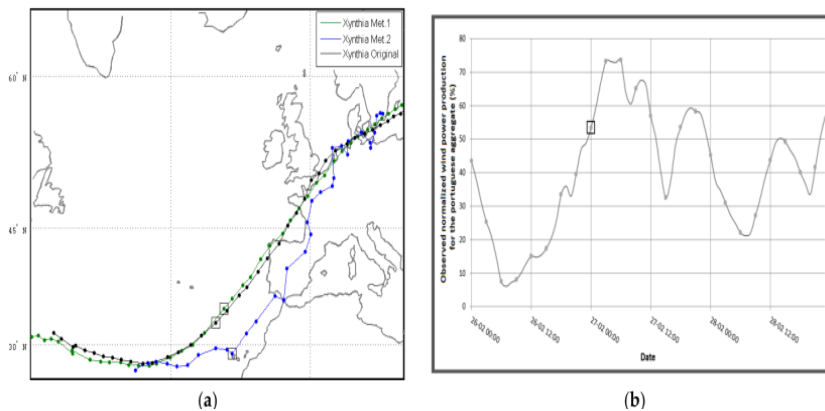 Xynthia Met.1
Xynthia Met.2
Xynthia Original
60° N
45° N
30° N
(a)
Observed normalized wind power production
for the portuguese aggregate (%)
80
70
60
50
40
30
20
10
0
26-02 00:00
26-02 12:00
27-02 00:00
27-02 12:00
28-02 00:00
28-02 12:00
Date
(b)